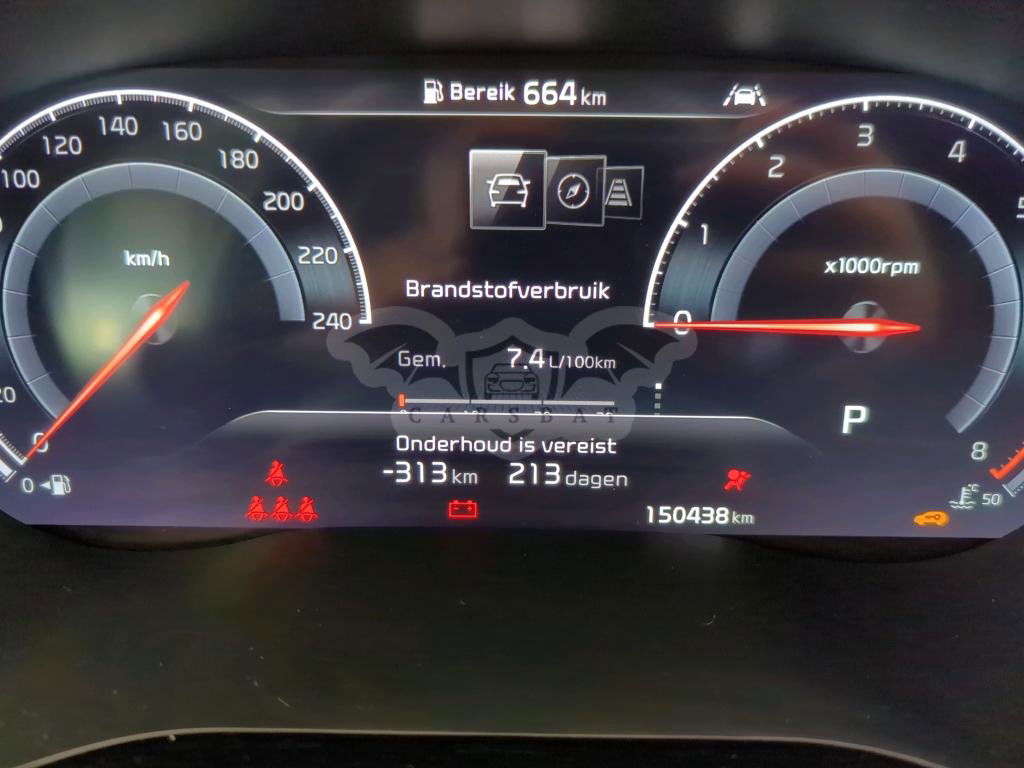 Bereik 664 km
100 120 140 160 180 200 220 240
km/h
0
0
Brandstofverbruik
Gem. 7.4 L/100km
CARSBAT
Onderhoud is vereist
-313 km 213 dagen
150438 km
0 1 2 3 4
x1000rpm
P
8
°C
50